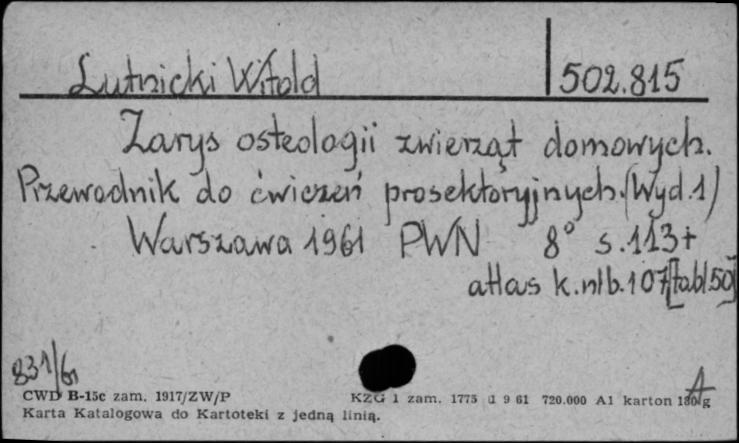 Lutnicki Witold 502.815
Zarys osteologii zwierząt domowych.
Przewodnik do ćwiczeń prosektoryjnych. (Wyd.1)
Warszawa 1961 PWN 8° s.113+
atlas k.nlb.107[tabl.50]
831/61
A
CWD B-15c zam. 1917/ZW/P KZG 1 zam. 1775 d 9 61 720.000 A1 karton 180 g
Karta Katalogowa do Kartoteki z jedną linią.